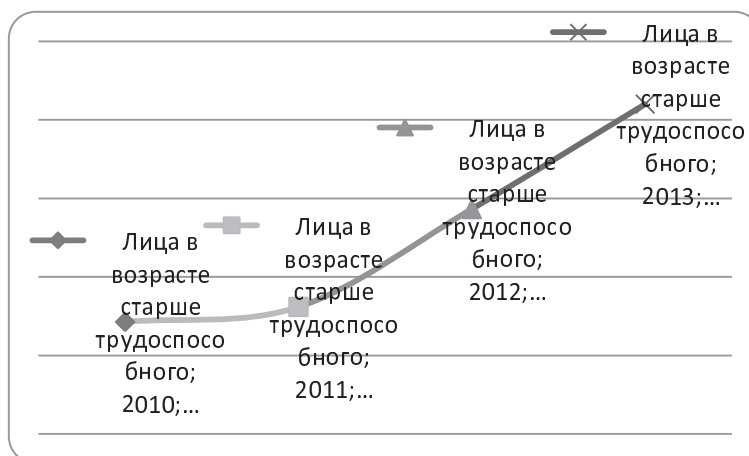 Лица в
возрасте
старше
трудоспосо
бного;
2010;...
Лица в
возрасте
старше
трудоспосо
бного;
2011;...
Лица в
возрасте
старше
трудоспосо
бного;
2012;...
Лица в
возрасте
старше
трудоспосо
бного;
2013;...